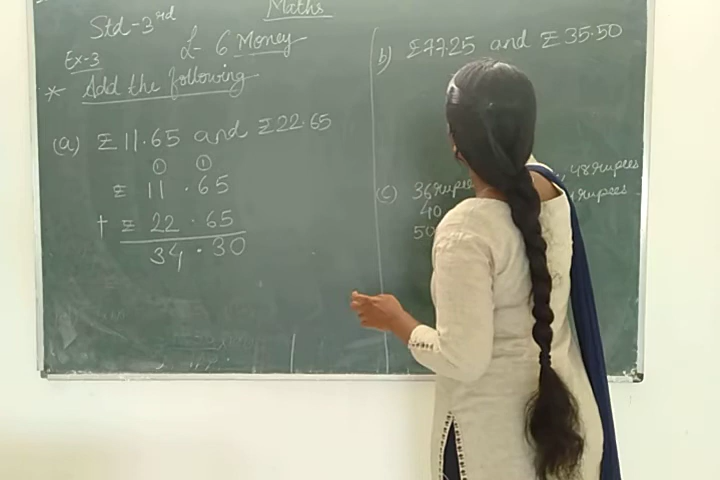 Maths
Std-3rd
L- 6 Money
Ex-3
* Add the following
(a) ₹11.65 and ₹22.65
① ①
₹ 11 .65
+ ₹ 22 .65
34 .30
b) ₹77.25 and ₹35.50
(c) 36 rupees, 48 rupees
40 rupees
50